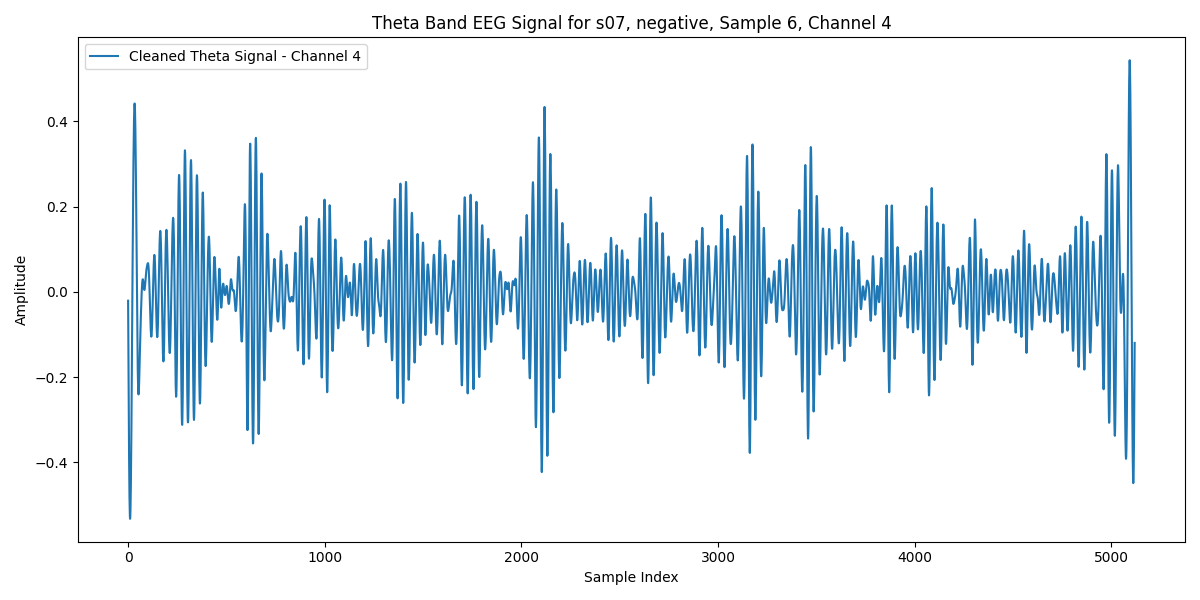 Theta Band EEG Signal for s07, negative, Sample 6, Channel 4
Cleaned Theta Signal - Channel 4
Amplitude
0.4
0.2
0.0
−0.2
−0.4
0 1000 2000 3000 4000 5000
Sample Index